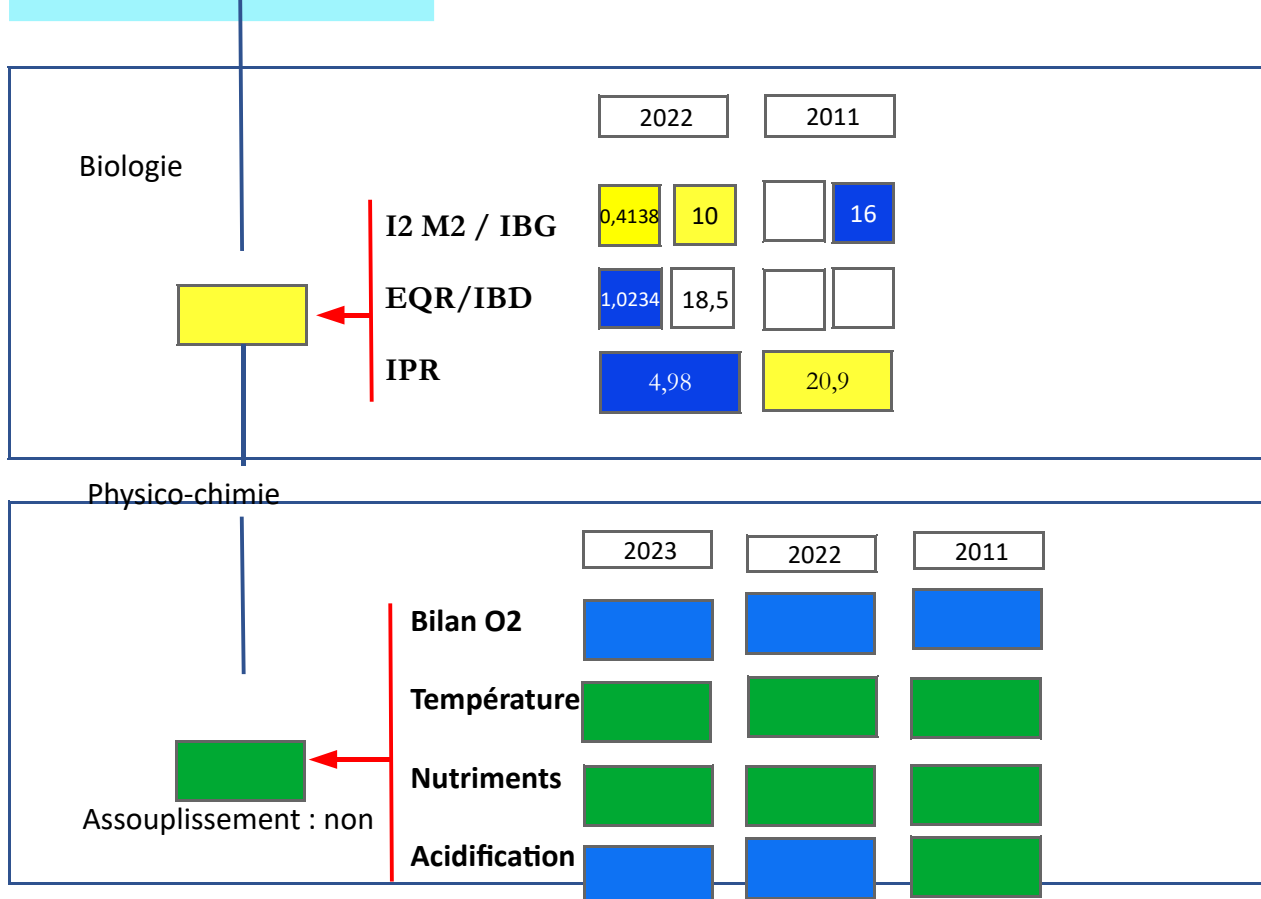 2022 2011
Biologie
I2 M2 / IBG 0,4138 10 16
EQR/IBD 1,0234 18,5
IPR 4,98 20,9
Physico-chimie
2023 2022 2011
Bilan O2
Température
Nutriments
Assouplissement : non
Acidification